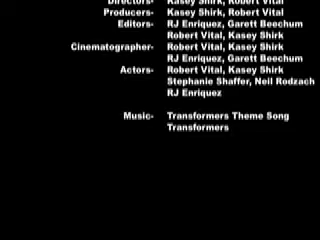 Directors- Kasey Shirk, Robert Vital
Producers- Kasey Shirk, Robert Vital
Editors- RJ Enriquez, Garett Beechum
Robert Vital, Kasey Shirk
Cinematographer- Robert Vital, Kasey Shirk
RJ Enriquez, Garett Beechum
Actors- Robert Vital, Kasey Shirk
Stephanie Shaffer, Neil Rodzach
RJ Enriquez
Music- Transformers Theme Song
Transformers